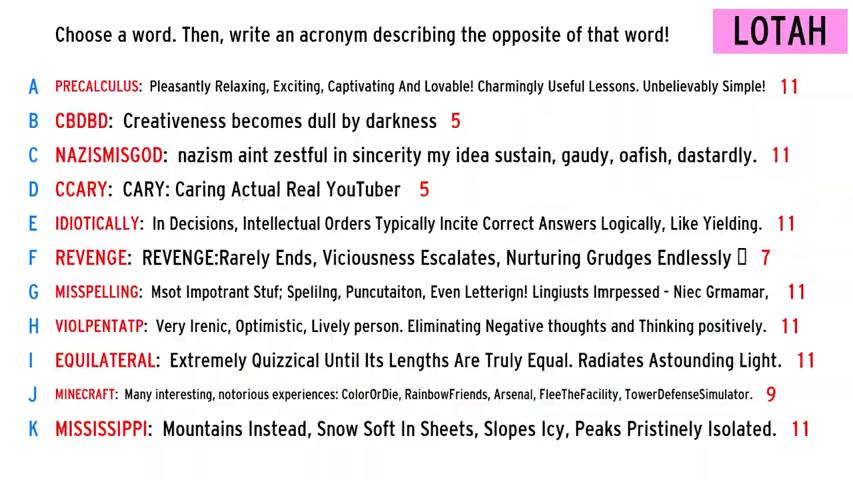 Choose a word. Then, write an acronym describing the opposite of that word!
LOTAH
A PRECALCULUS: Pleasantly Relaxing, Exciting, Captivating And Lovable! Charmingly Useful Lessons. Unbelievably Simple! 11
B CBDBD: Creativeness becomes dull by darkness 5
C NAZISMISGOD: nazism aint zestful in sincerity my idea sustain, gaudy, oafish, dastardly. 11
D CCARY: CARY: Caring Actual Real YouTuber 5
E IDIOTICALLY: In Decisions, Intellectual Orders Typically Incite Correct Answers Logically, Like Yielding. 11
F REVENGE: REVENGE:Rarely Ends, Viciousness Escalates, Nurturing Grudges Endlessly 7
G MISSPELLING: Msot Impotrant Stuf; Spelilng, Puncutaiton, Even Letterign! Lingiusts Imrpessed - Niec Grmamar, 11
H VIOLPENTATP: Very Irenic, Optimistic, Lively person. Eliminating Negative thoughts and Thinking positively. 11
I EQUILATERAL: Extremely Quizzical Until Its Lengths Are Truly Equal. Radiates Astounding Light. 11
J MINECRAFT: Many interesting, notorious experiences: ColorOrDie, RainbowFriends, Arsenal, FleeTheFacility, TowerDefenseSimulator. 9
K MISSISSIPPI: Mountains Instead, Snow Soft In Sheets, Slopes Icy, Peaks Pristinely Isolated. 11